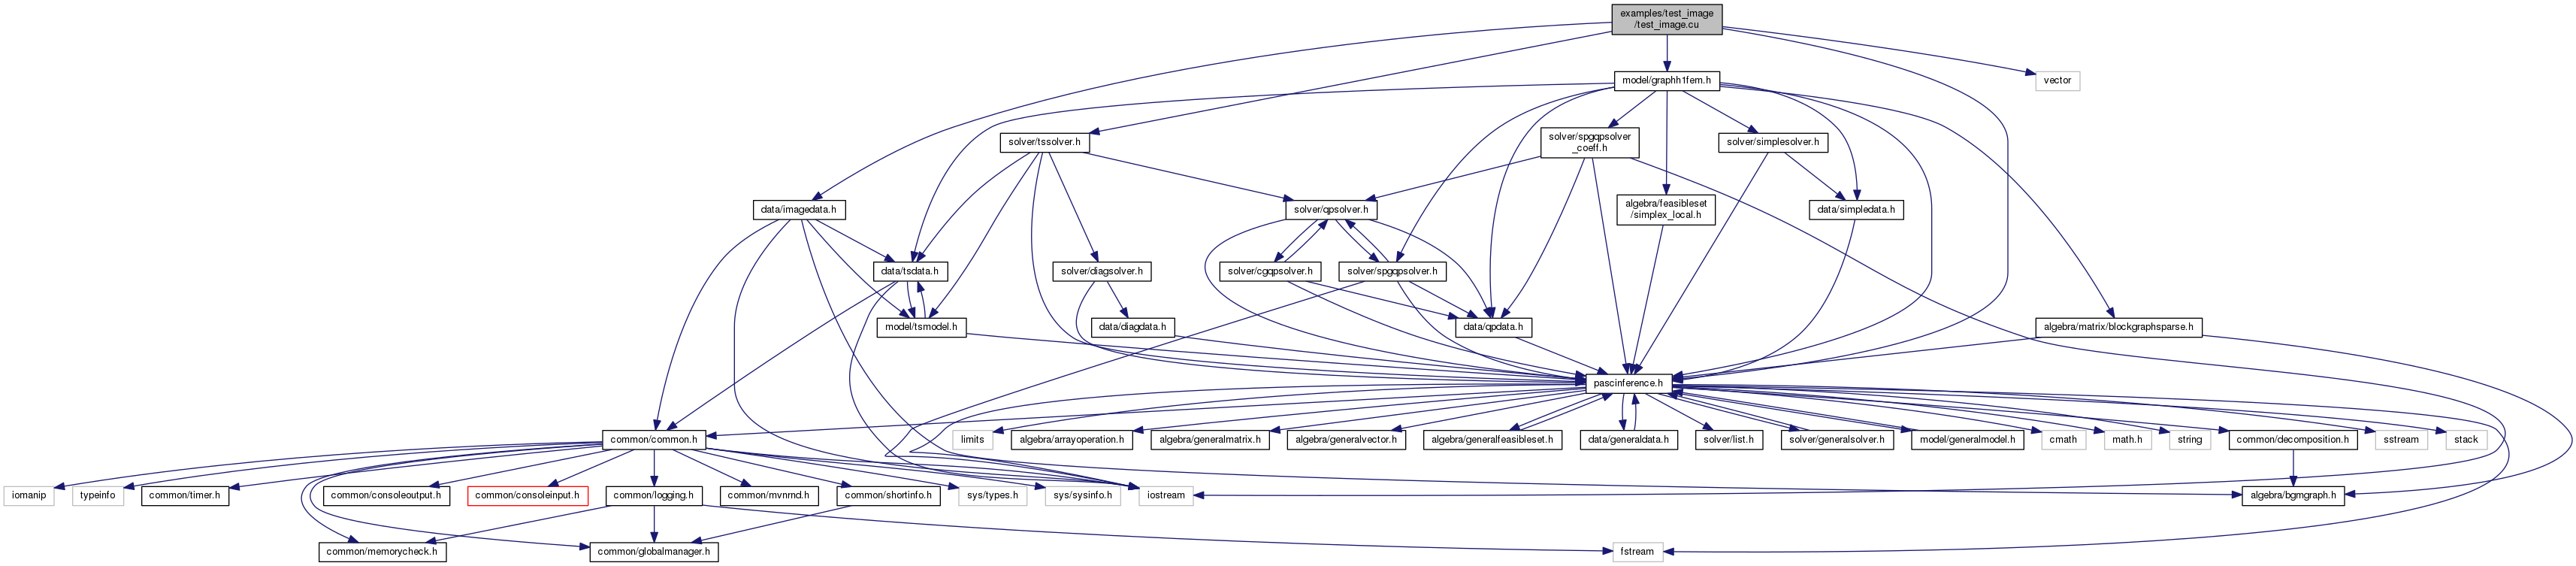 examples/test_image
/test_image.cu
model/graphh1fem.h
vector
solver/tssolver.h
solver/spgqpsolver
_coeff.h
solver/simplesolver.h
data/imagedata.h
solver/qpsolver.h
algebra/feasibleset
/simplex_local.h
data/simpledata.h
data/tsdata.h
solver/diagsolver.h
solver/cgqpsolver.h
solver/spgqpsolver.h
model/tsmodel.h
data/diagdata.h
data/qpdata.h
algebra/matrix/blockgraphsparse.h
pascinference.h
common/common.h
limits
algebra/arrayoperation.h
algebra/generalmatrix.h
algebra/generalvector.h
algebra/generalfeasibleset.h
data/generaldata.h
solver/list.h
solver/generalsolver.h
model/generalmodel.h
cmath
math.h
string
common/decomposition.h
sstream
stack
iomanip
typeinfo
common/timer.h
common/consoleoutput.h
common/consoleinput.h
common/logging.h
common/mvnrnd.h
common/shortinfo.h
sys/types.h
sys/sysinfo.h
iostream
algebra/bgmgraph.h
common/memorycheck.h
common/globalmanager.h
fstream